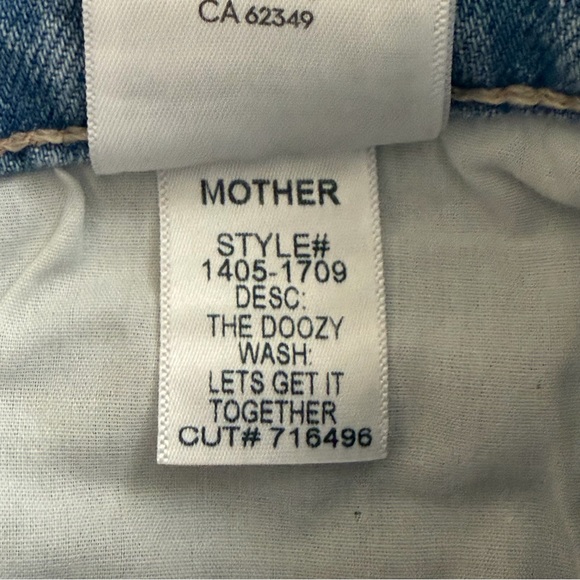 CA 62349
MOTHER
STYLE#
1405-1709
DESC:
THE DOOZY
WASH:
LETS GET IT
TOGETHER
CUT# 716496